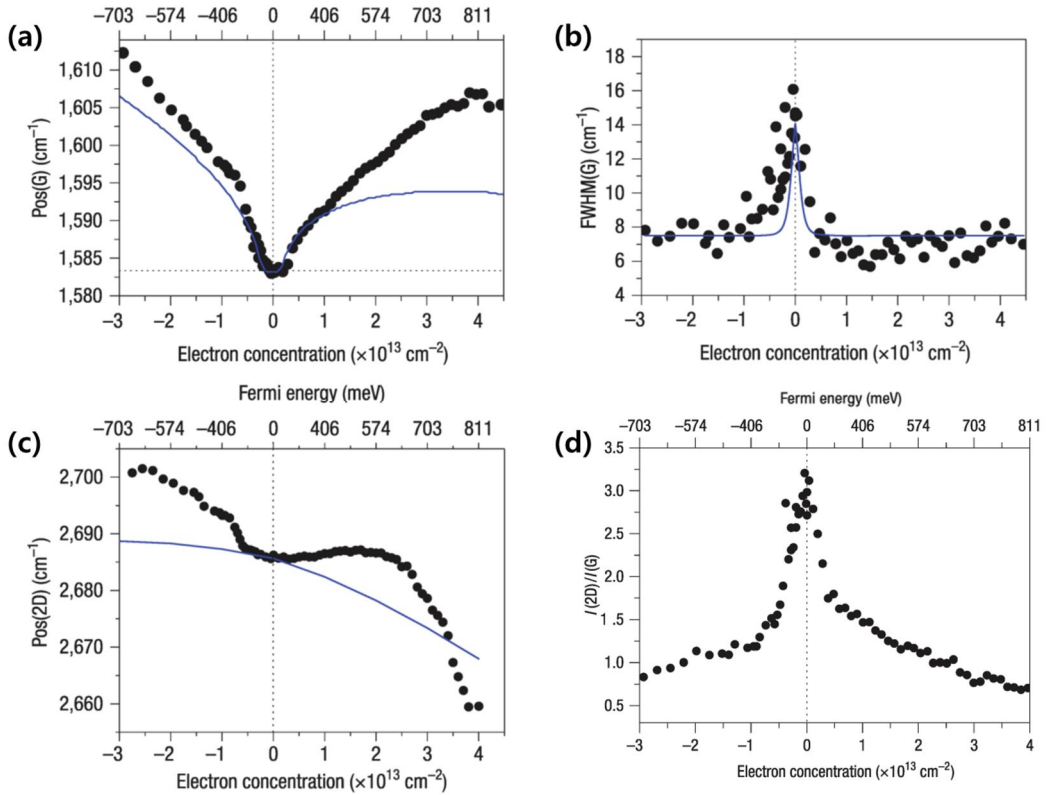 −703 −574 −406 0 406 574 703 811
(a)
1,610
1,605
1,600
1,595
1,590
1,585
1,580
Pos(G) (cm⁻¹)
−3 −2 −1 0 1 2 3 4
Electron concentration (×10¹³ cm⁻²)
(b)
18
16
14
12
10
8
6
4
FWHM(G) (cm⁻¹)
−3 −2 −1 0 1 2 3 4
Electron concentration (×10¹³ cm⁻²)
Fermi energy (meV)
−703 −574 −406 0 406 574 703 811
(c)
2,700
2,690
2,680
2,670
2,660
Pos(2D) (cm⁻¹)
−3 −2 −1 0 1 2 3 4
Electron concentration (×10¹³ cm⁻²)
Fermi energy (meV)
−703 −574 −406 0 406 574 703 811
(d)
3.5
3.0
2.5
2.0
1.5
1.0
0.5
I(2D)/I(G)
−3 −2 −1 0 1 2 3 4
Electron concentration (×10¹³ cm⁻²)